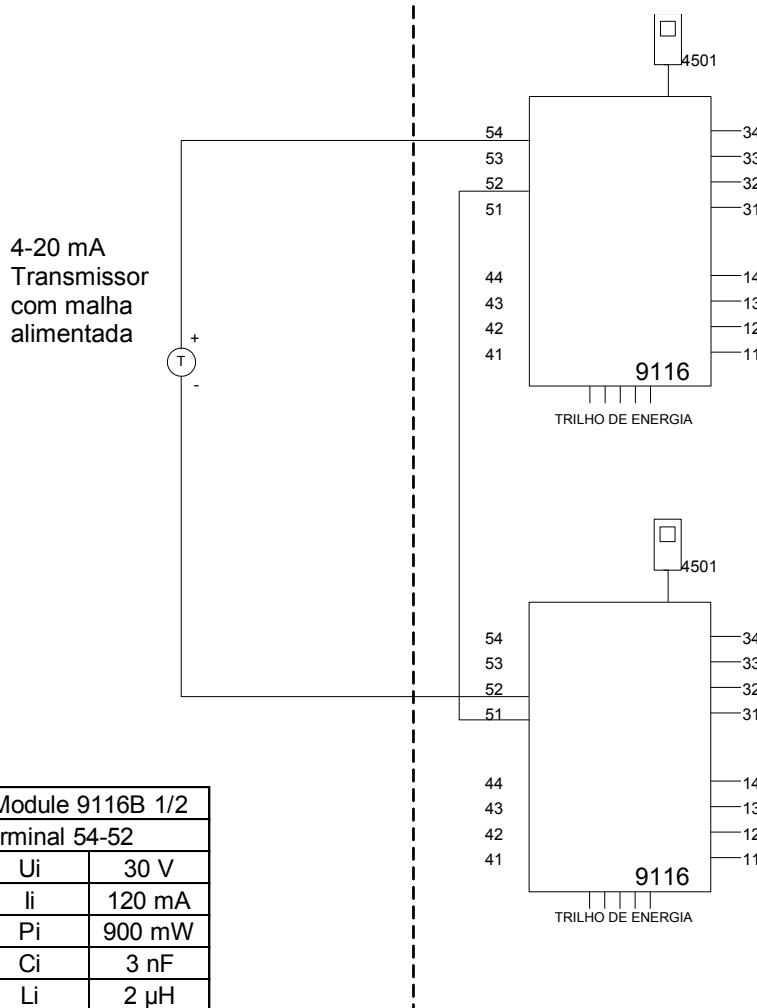 4501
54
53
52
51
34
33
32
31
4-20 mA
Transmissor
com malha
alimentada
+
T
-
44
43
42
41
14
13
12
11
9116
TRILHO DE ENERGIA
4501
54
53
52
51
34
33
32
31
44
43
42
41
14
13
12
11
9116
TRILHO DE ENERGIA
Module 9116B 1/2
rminal 54-52
Ui 30 V
Ii 120 mA
Pi 900 mW
Ci 3 nF
Li 2 µH